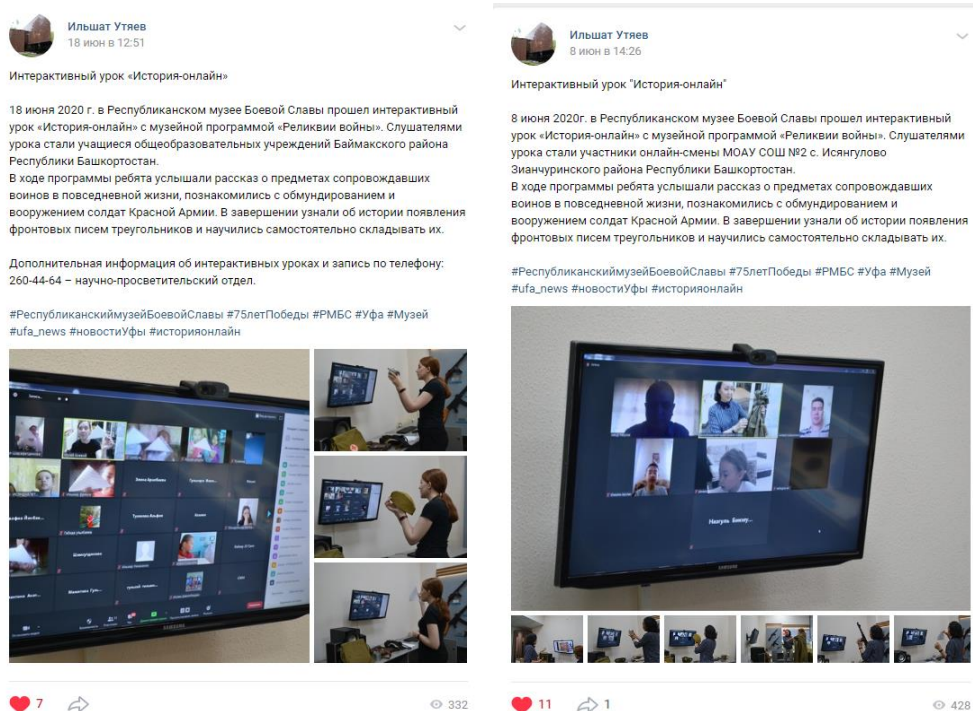 Ильшат Утяев
18 июн в 12:51
Интерактивный урок «История-онлайн»
18 июня 2020 г. в Республиканском музее Боевой Славы прошел интерактивный
урок «История-онлайн» с музейной программой «Реликвии войны». Слушателями
урока стали учащиеся общеобразовательных учреждений Баймакского района
Республики Башкортостан.
В ходе программы ребята услышали рассказ о предметах сопровождавших
воинов в повседневной жизни, познакомились с обмундированием и
вооружением солдат Красной Армии. В завершении узнали об истории появления
фронтовых писем треугольников и научились самостоятельно складывать их.
Дополнительная информация об интерактивных уроках и запись по телефону:
260-44-64 – научно-просветительский отдел.
#РеспубликанскиймузейБоевойСлавы #75летПобеды #РМБС #Уфа #Музей
#ufa_news #новостиУфы #историяонлайн
SAMSUNG
7
332
Ильшат Утяев
8 июн в 14:26
Интерактивный урок "История-онлайн"
8 июня 2020г. в Республиканском музее Боевой Славы прошел интерактивный
урок «История-онлайн» с музейной программой «Реликвии войны». Слушателями
урока стали участники онлайн-смены МОАУ СОШ №2 с. Исянгулово
Зианчуринского района Республики Башкортостан.
В ходе программы ребята услышали рассказ о предметах сопровождавших
воинов в повседневной жизни, познакомились с обмундированием и
вооружением солдат Красной Армии. В завершении узнали об истории появления
фронтовых писем треугольников и научились самостоятельно складывать их.
#РеспубликанскиймузейБоевойСлавы #75летПобеды #РМБС #Уфа #Музей
#ufa_news #новостиУфы #историяонлайн
SAMSUNG
11
1
428